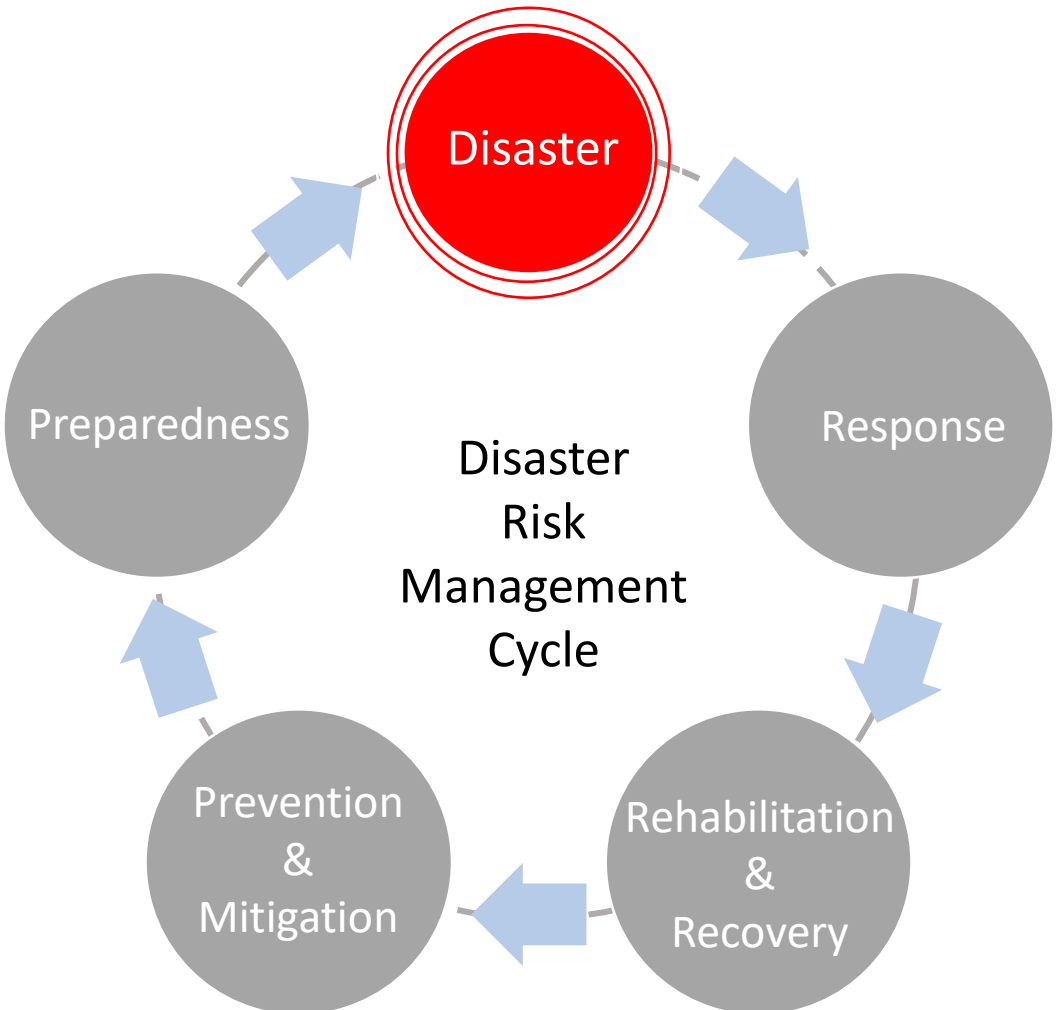 Disaster
Preparedness
Response
Disaster
Risk
Management
Cycle
Prevention
&
Mitigation
Rehabilitation
&
Recovery